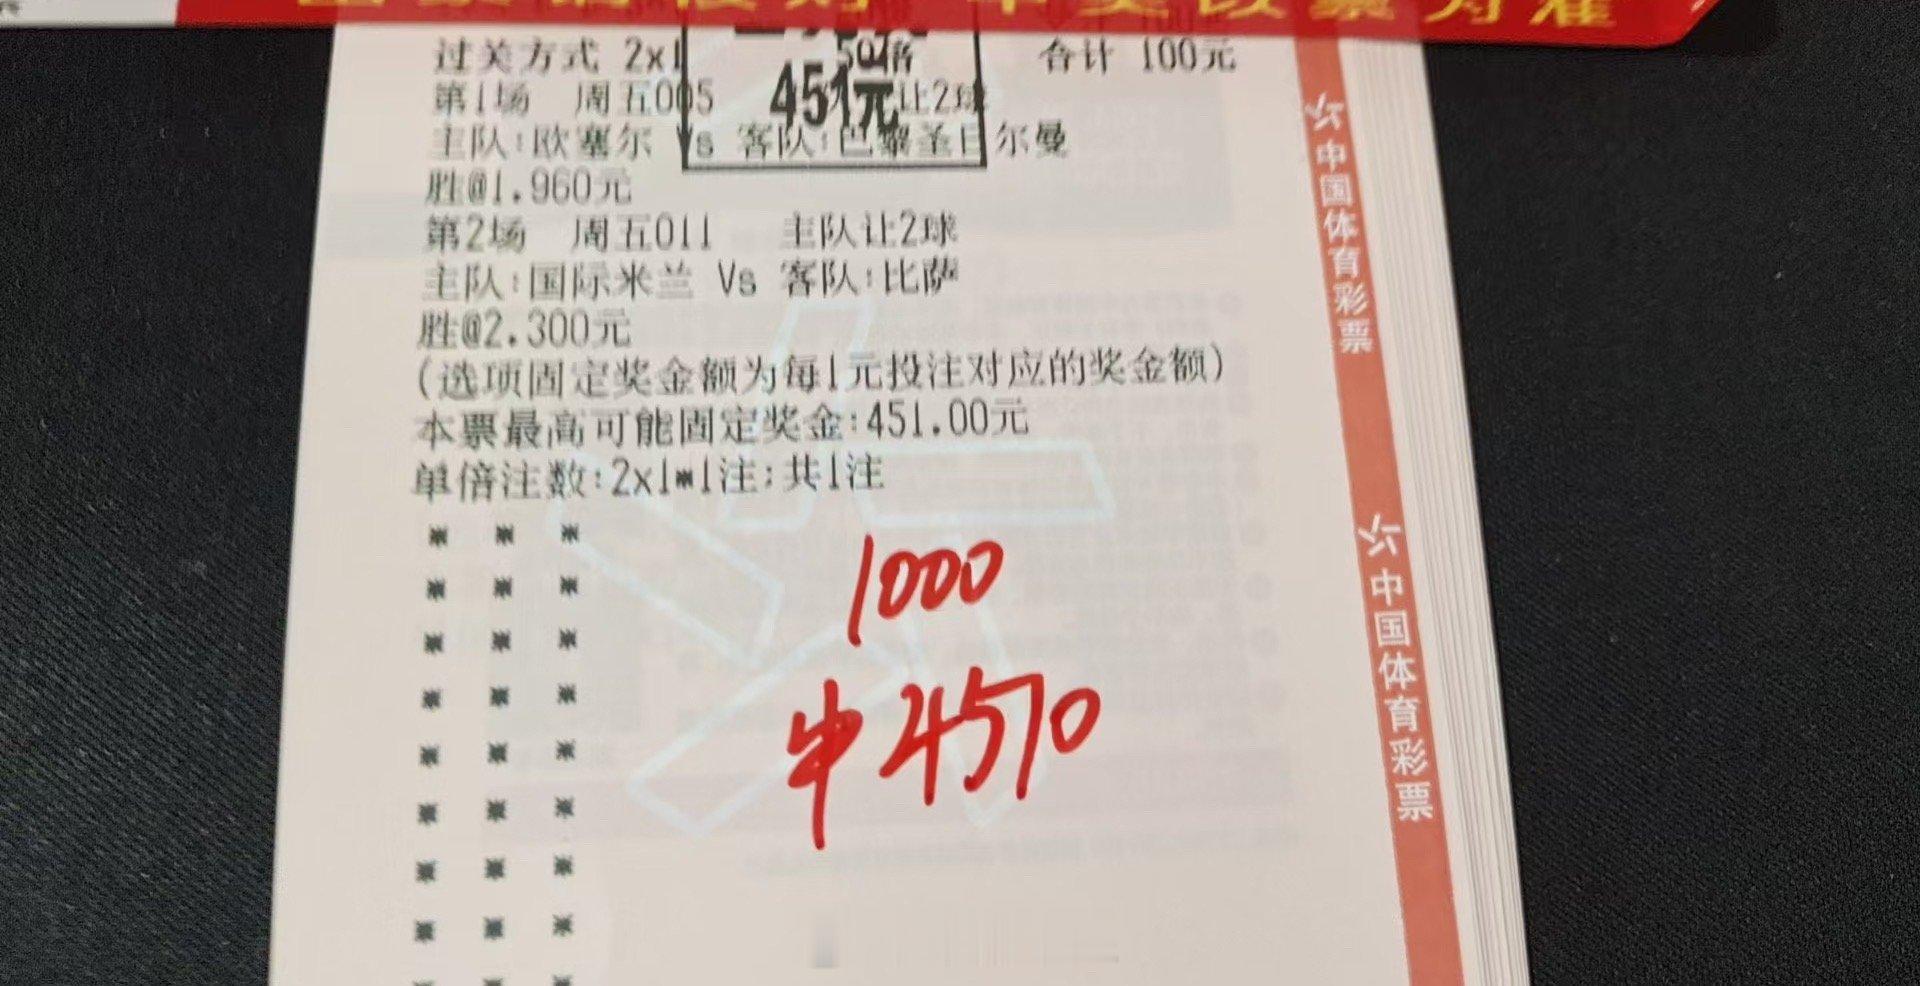 过关方式 2x1 50倍 合计 100元
451元
第1场 周五005 让2球
主队:欧塞尔 Vs 客队:巴黎圣日尔曼
胜@1.960元
第2场 周五011 主队让2球
主队:国际米兰 Vs 客队:比萨
胜@2.300元
(选项固定奖金额为每1元投注对应的奖金额)
本票最高可能固定奖金:451.00元
单倍注数:2x1*1注;共1注
1000
中4510
中国体育彩票
中国体育彩票